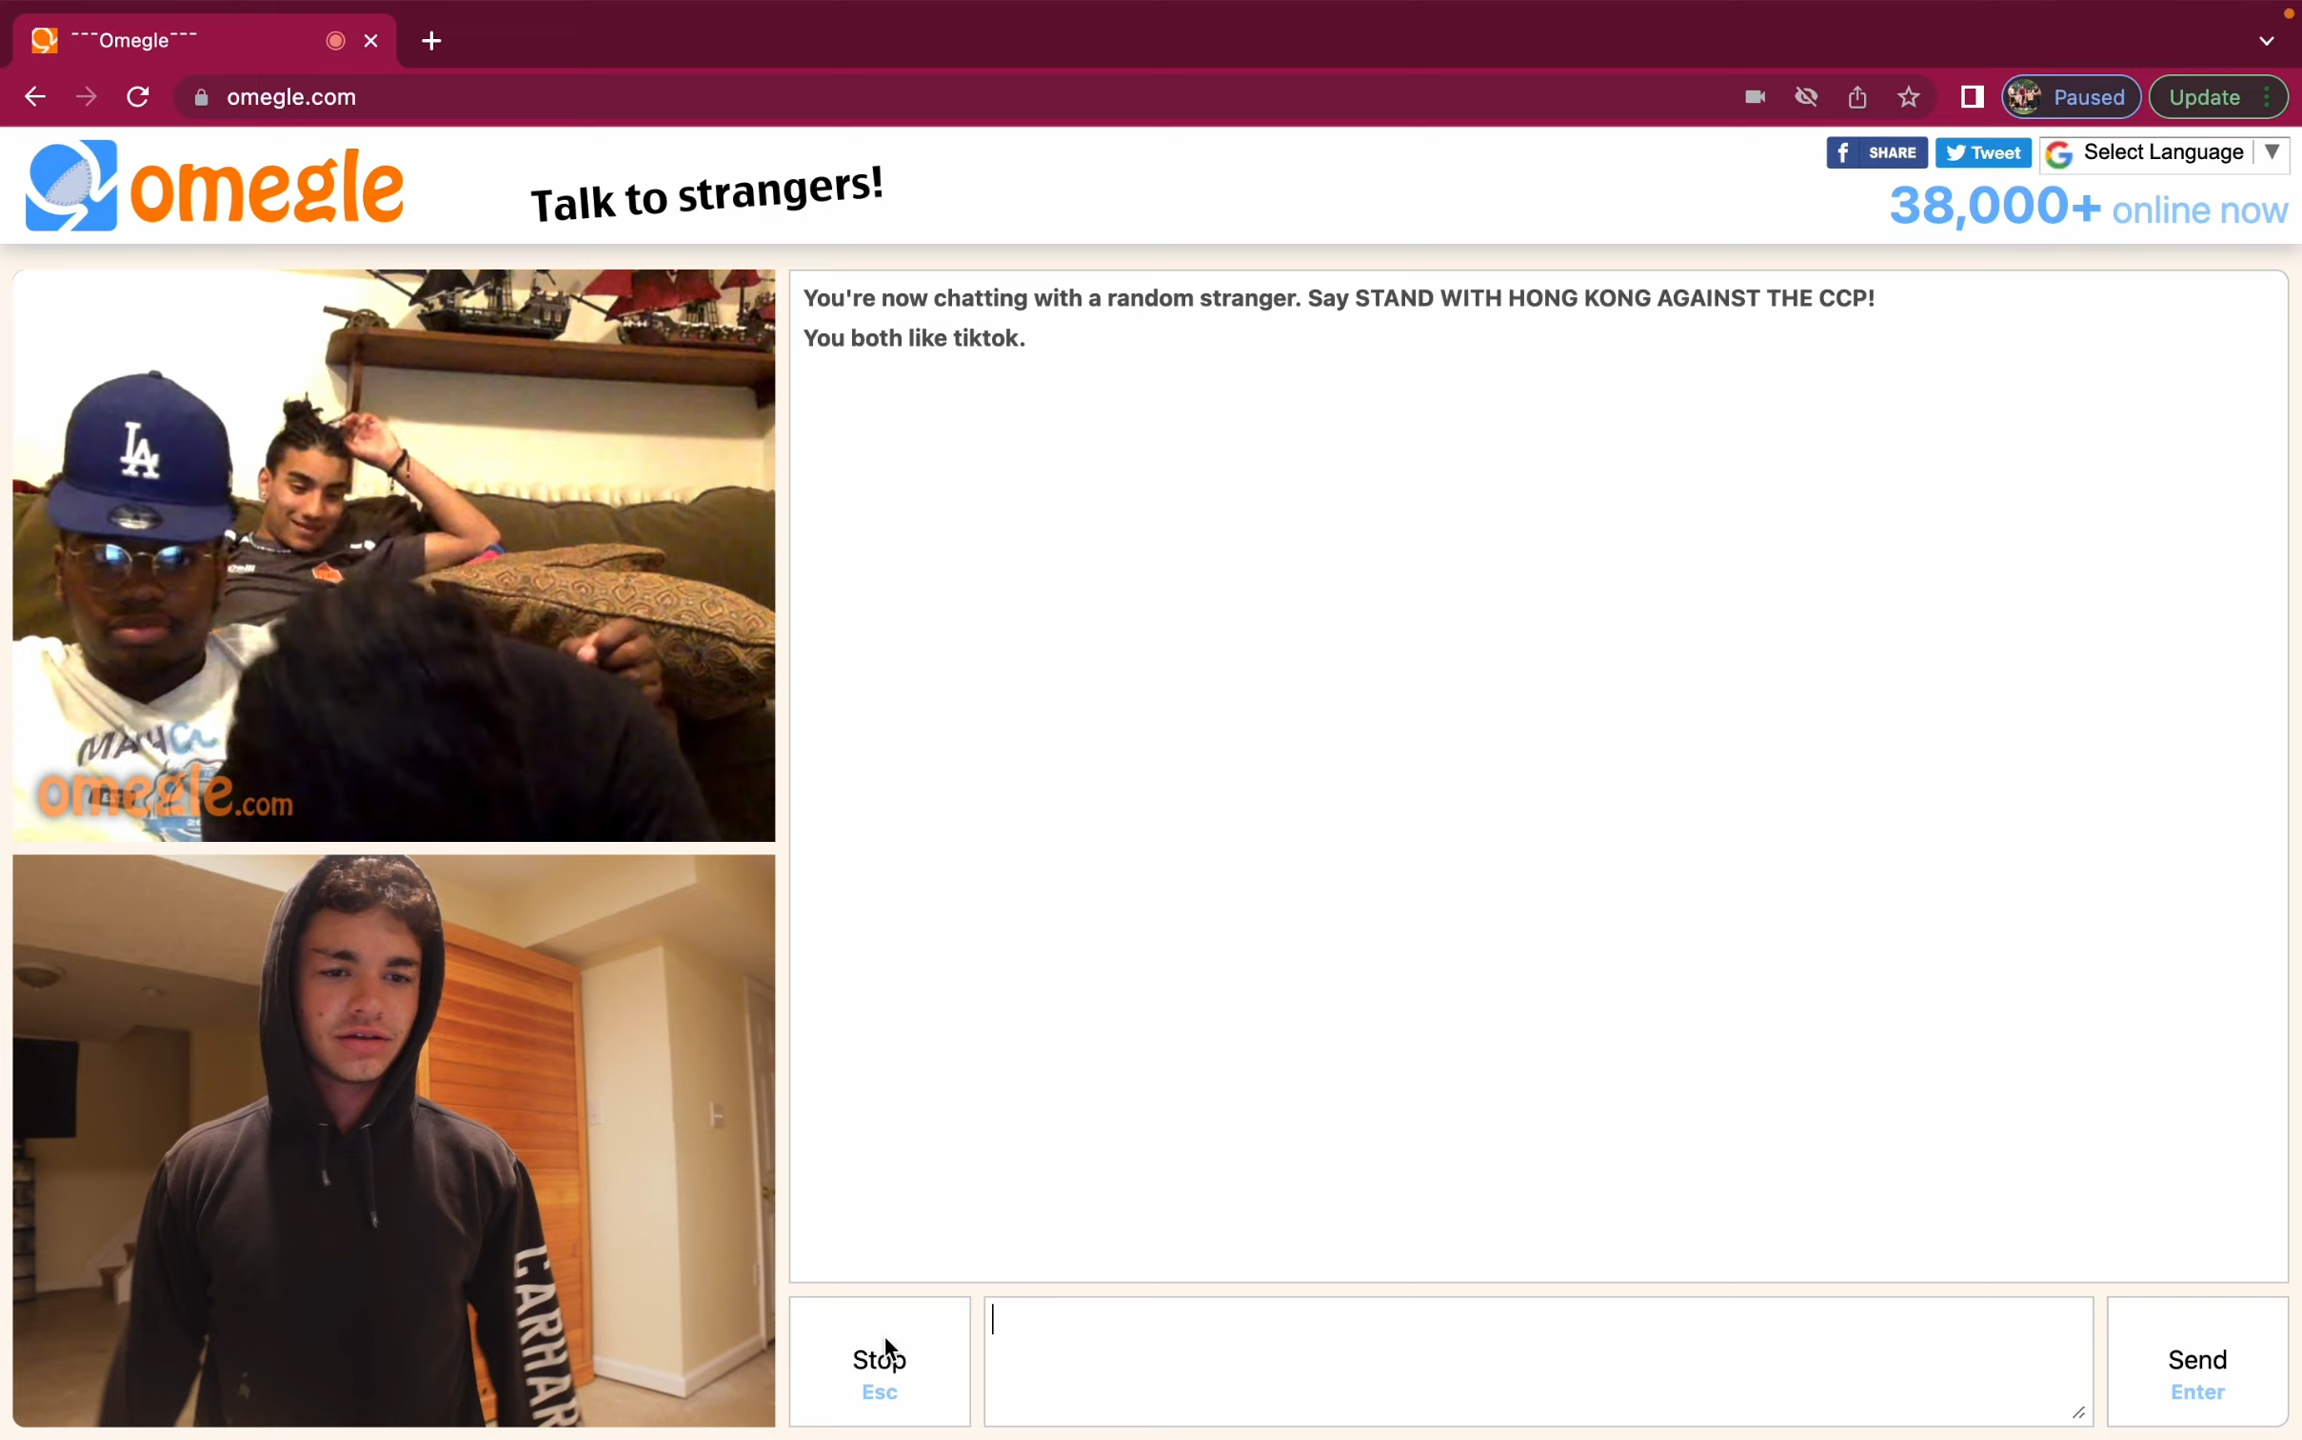 ---Omegle---
omegle.com
Paused
Update
omegle
Talk to strangers!
SHARE
Tweet
Select Language
38,000+ online now
LA
omegle.com
You're now chatting with a random stranger. Say STAND WITH HONG KONG AGAINST THE CCP!
You both like tiktok.
CARHAR
Stop
Esc
Send
Enter